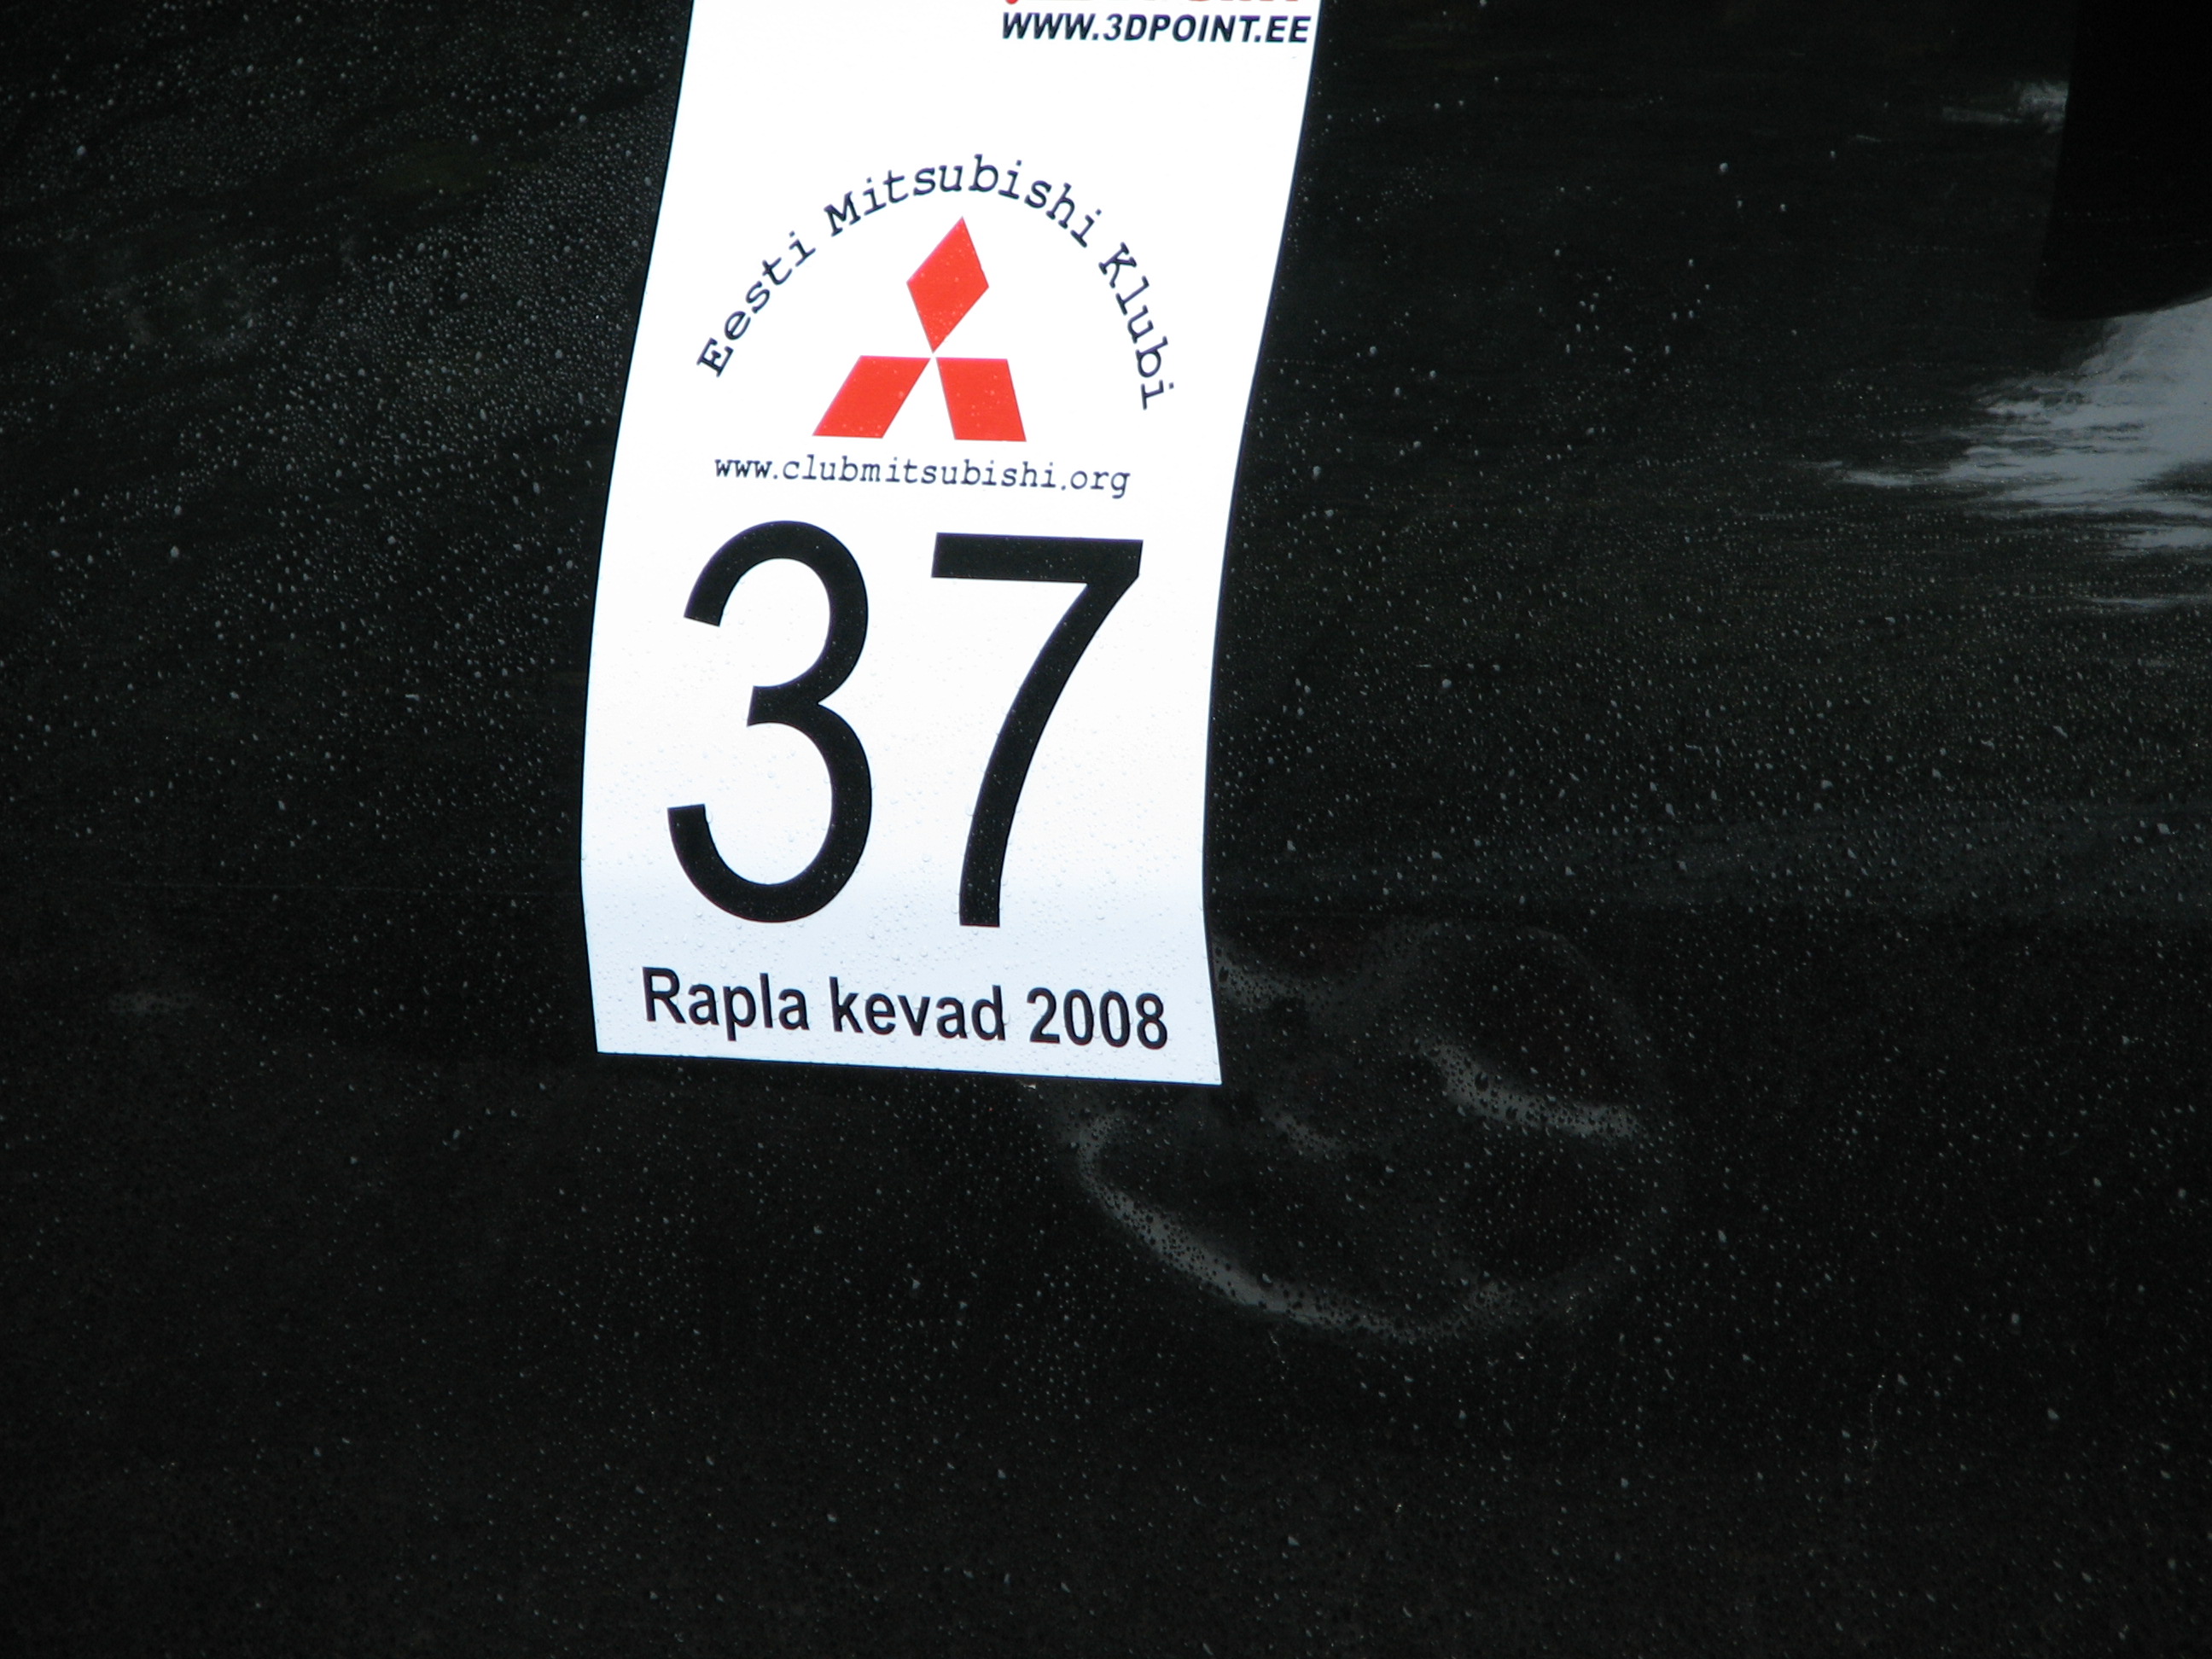 WWW.3DPOINT.EE
Eesti Mitsubishi Klubi
www.clubmitsubishi.org
37
Rapla kevad 2008